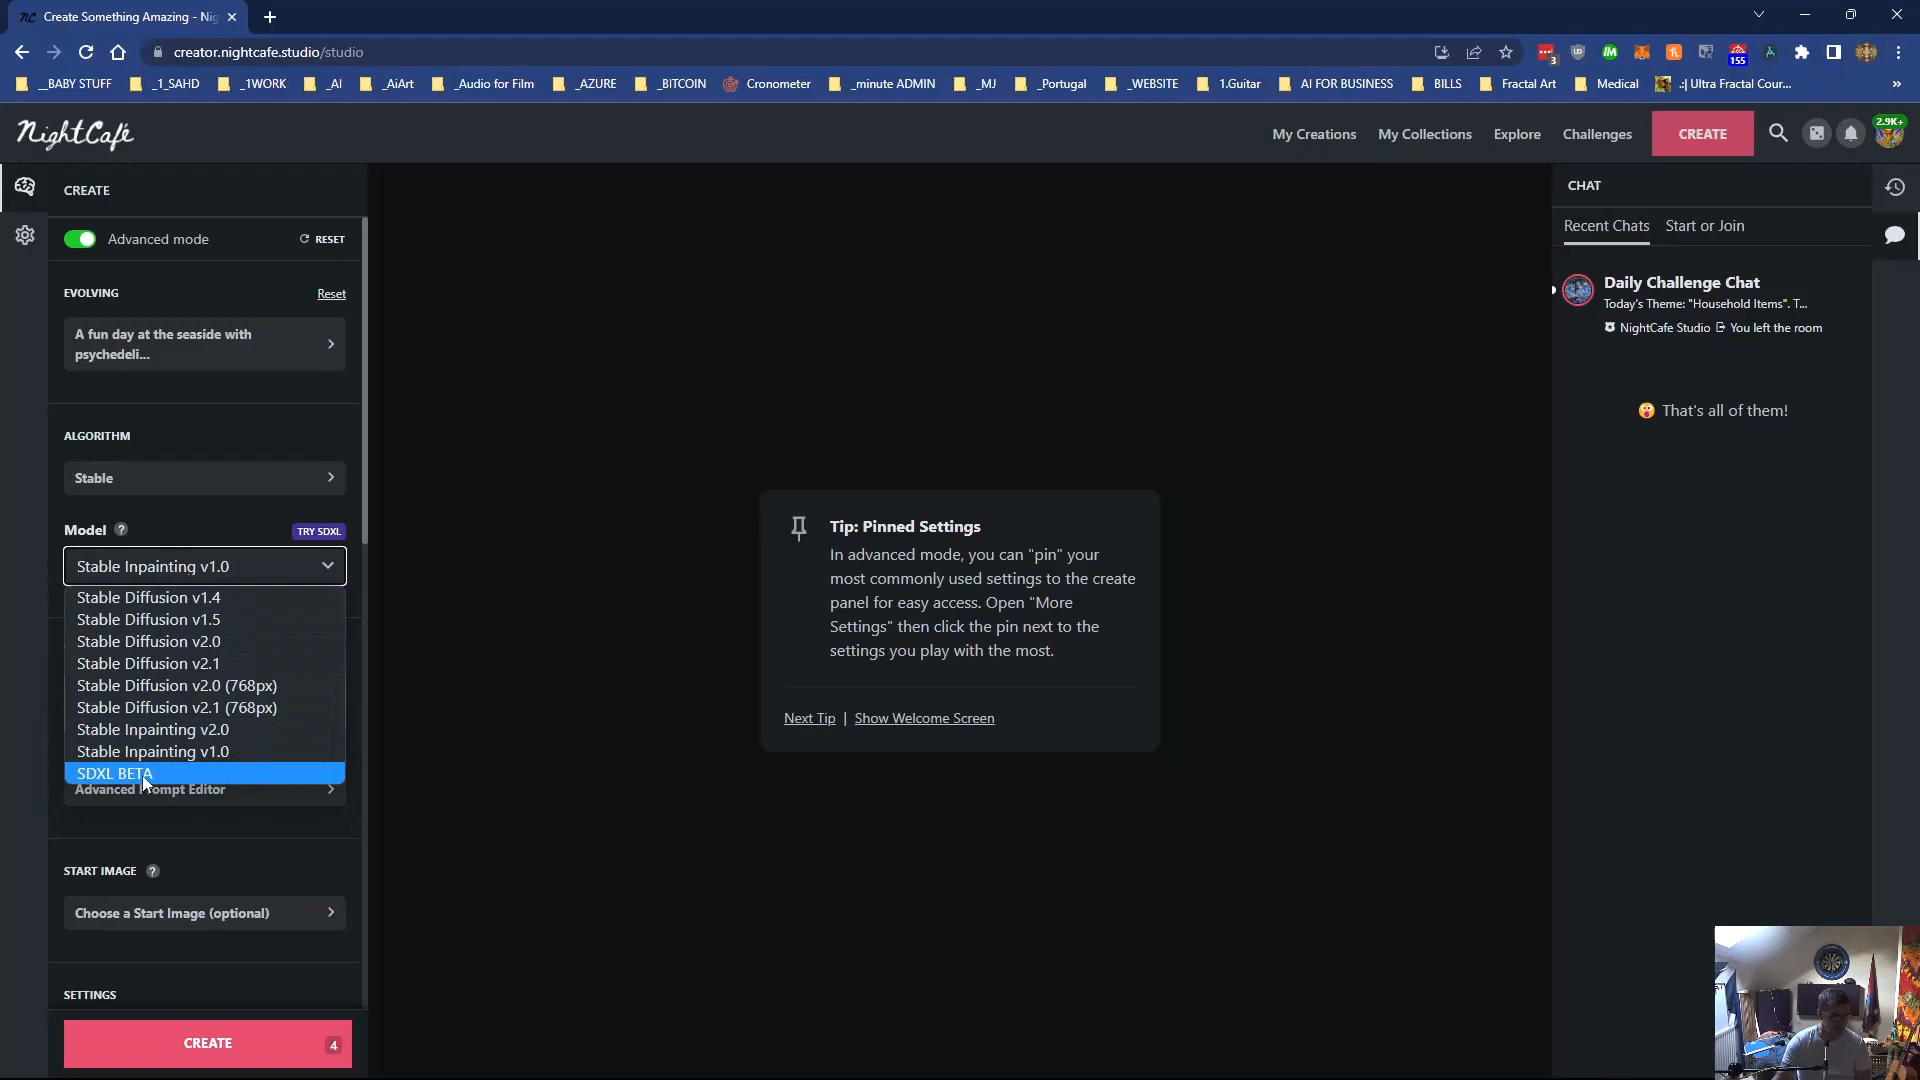 Create Something Amazing - Nig
creator.nightcafe.studio/studio
3
155
__BABY STUFF
_1_SAHD
_1WORK
_AI
_AiArt
_Audio for Film
_AZURE
_BITCOIN
Cronometer
_minute ADMIN
_MJ
_Portugal
_WEBSITE
1.Guitar
AI FOR BUSINESS
BILLS
Fractal Art
Medical
.:| Ultra Fractal Cour...
»
NightCafé
My Creations
My Collections
Explore
Challenges
CREATE
2.9K+
CREATE
Advanced mode
RESET
EVOLVING
Reset
A fun day at the seaside with
psychedeli...
ALGORITHM
Stable
Model ?
TRY SDXL
Stable Inpainting v1.0
Stable Diffusion v1.4
Stable Diffusion v1.5
Stable Diffusion v2.0
Stable Diffusion v2.1
Stable Diffusion v2.0 (768px)
Stable Diffusion v2.1 (768px)
Stable Inpainting v2.0
Stable Inpainting v1.0
SDXL BETA
Advanced Prompt Editor
START IMAGE ?
Choose a Start Image (optional)
SETTINGS
CREATE
4
Tip: Pinned Settings
In advanced mode, you can "pin" your
most commonly used settings to the create
panel for easy access. Open "More
Settings" then click the pin next to the
settings you play with the most.
Next Tip | Show Welcome Screen
CHAT
Recent Chats
Start or Join
Daily Challenge Chat
Today's Theme: "Household Items". T...
NightCafe Studio
You left the room
That's all of them!